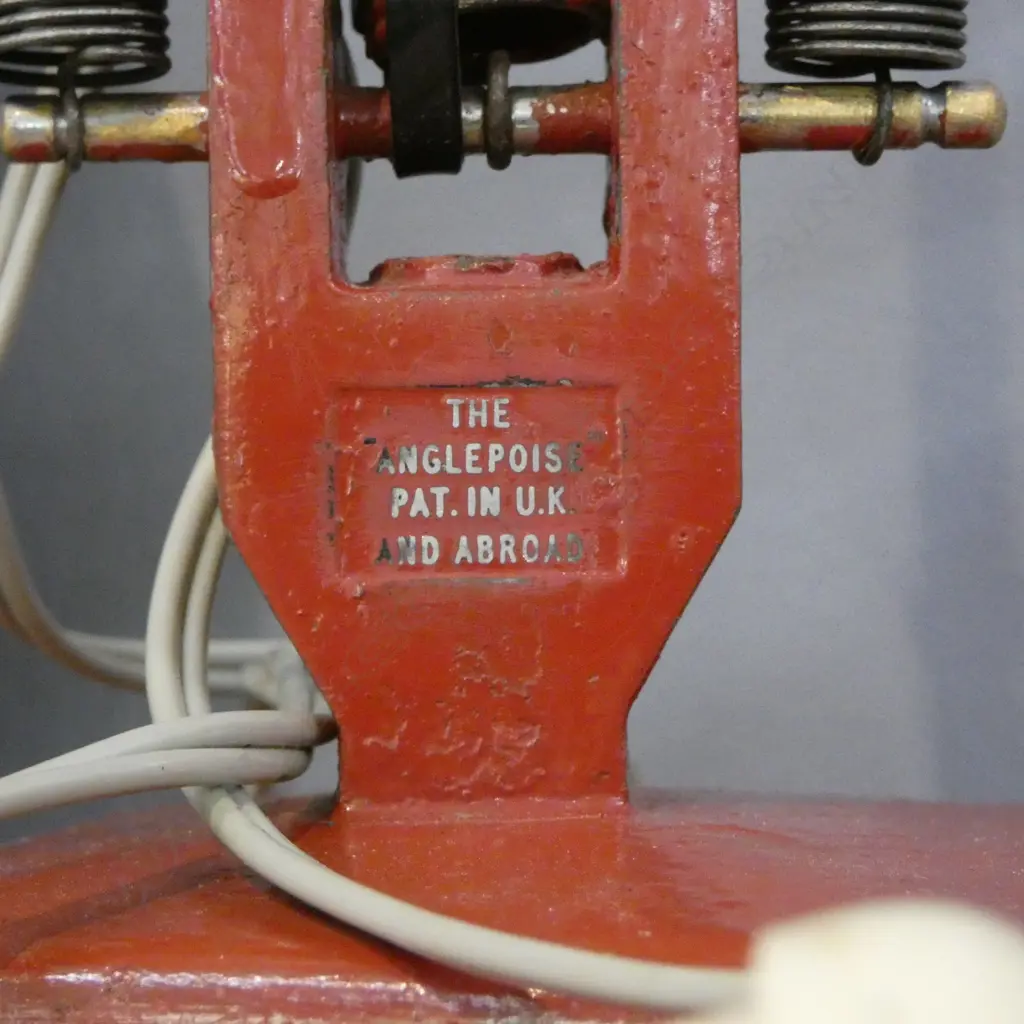 THE
"ANGLEPOISE"
PAT. IN U.K.
AND ABROAD